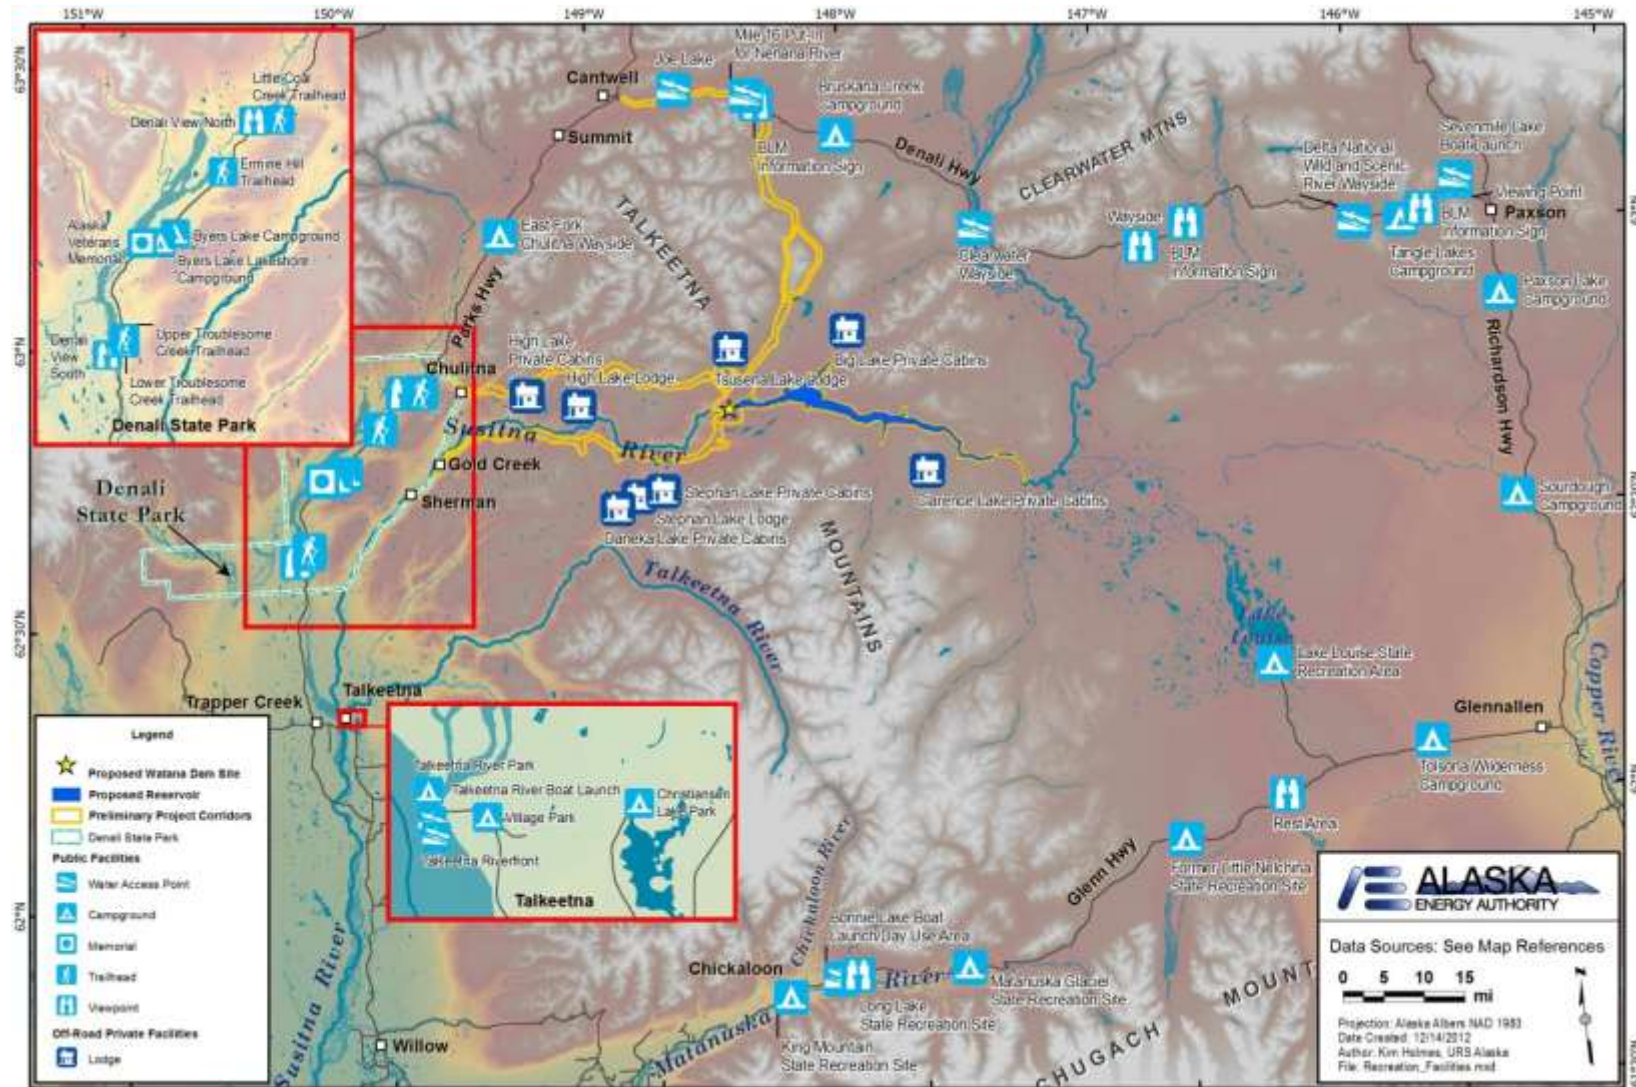 151°W
150°W
149°W
148°W
147°W
146°W
145°W
63°30'N
63°N
62°30'N
62°N
Little Coal
Creek Trailhead
Denali View North
Ermine Hill
Trailhead
Alaska
Veterans
Memorial
Byers Lake Campground
Byers Lake Lakeshore
Campground
Denali
View
South
Upper Troublesome
Creek Trailhead
Lower Troublesome
Creek Trailhead
Denali State Park
Cantwell
Joe Lake
Mile 16 Put-In
for Nenana River
Brushkana Creek
Campground
Summit
BLM
Information Sign
Denali Hwy
CLEARWATER MTNS
Delta National
Wild and Scenic
River Wayside
Sevenmile Lake
Boat Launch
Viewing Point
Paxson
BLM
Information Sign
Tangle Lakes
Campground
Wayside
BLM
Information Sign
Clearwater
Wayside
East Fork
Chulitna Wayside
TALKEETNA
Parks Hwy
Paxson Lake
Campground
Richardson Hwy
High Lake
Private Cabins
High Lake Lodge
Tsusena Lake Lodge
Big Lake Private Cabins
Chulitna
Susitna
River
Gold Creek
Sherman
Denali
State Park
Stephan Lake Private Cabins
Stephan Lake Lodge
Daneka Lake Private Cabins
Clarence Lake Private Cabins
Sourdough
Campground
MOUNTAINS
Talkeetna River
Lake
Louise
Lake Louise State
Recreation Area
Copper River
Glennallen
Tolsona Wilderness
Campground
Trapper Creek
Talkeetna
Talkeetna River Park
Talkeetna River Boat Launch
Village Park
Christiansen
Lake Park
Talkeetna Riverfront
Talkeetna
Rest Area
Glenn Hwy
Former Little Nelchina
State Recreation Site
Chickaloon River
Bonnie Lake Boat
Launch/Day Use Area
Chickaloon
River
Matanuska Glacier
State Recreation Site
Long Lake
State Recreation Site
Matanuska
King Mountain
State Recreation Site
CHUGACH
MOUNT
Susitna River
Willow
Legend
Proposed Watana Dam Site
Proposed Reservoir
Preliminary Project Corridors
Denali State Park
Public Facilities
Water Access Point
Campground
Memorial
Trailhead
Viewpoint
Off-Road Private Facilities
Lodge
ALASKA
ENERGY AUTHORITY
Data Sources: See Map References
0 5 10 15
mi
N
Projection: Alaska Albers NAD 1983
Date Created: 12/14/2012
Author: Kim Holmes, URS Alaska
File: Recreation_Facilities.mxd